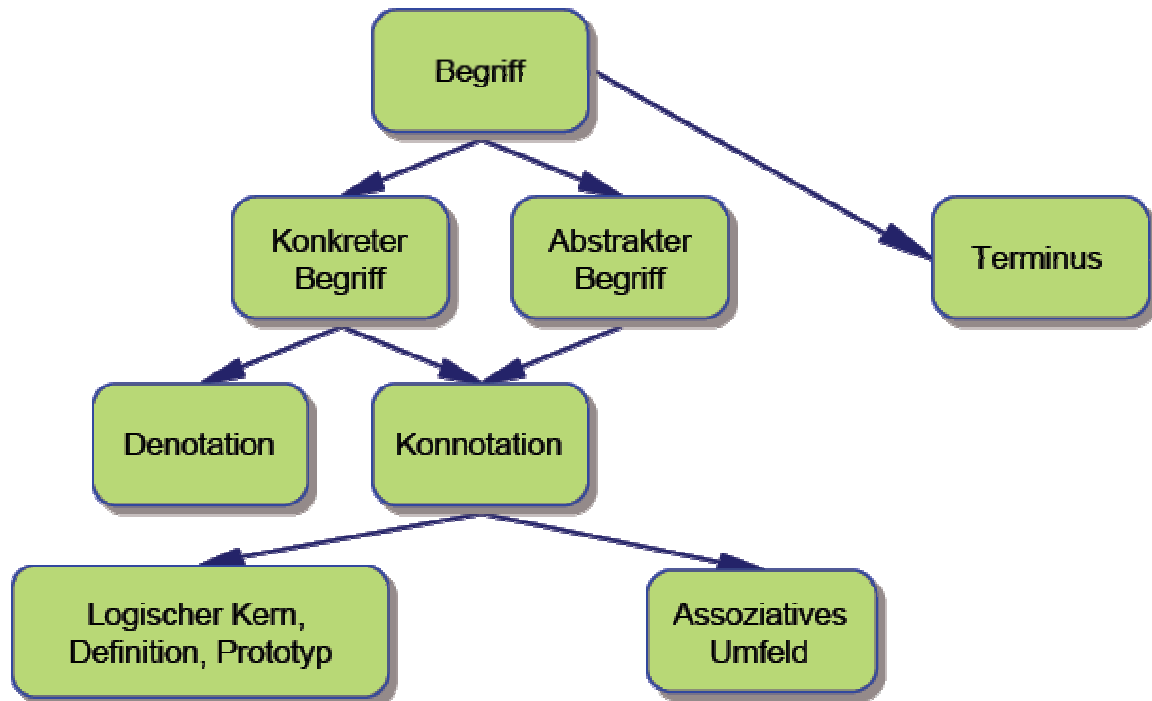 Begriff
Konkreter
Begriff
Abstrakter
Begriff
Terminus
Denotation
Konnotation
Logischer Kern,
Definition, Prototyp
Assoziatives
Umfeld